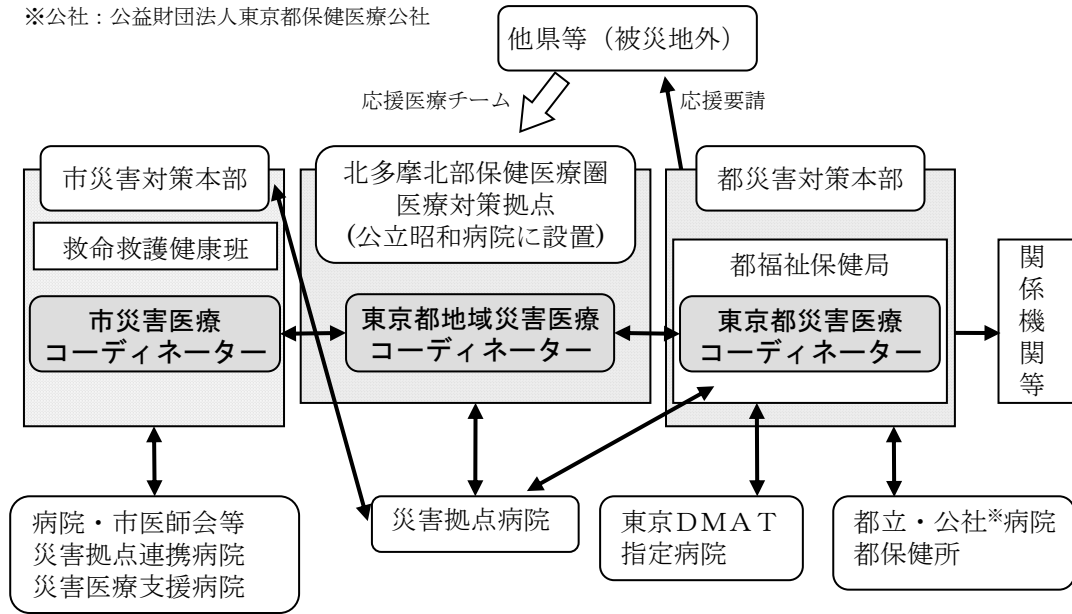 ※公社：公益財団法人東京都保健医療公社
他県等（被災地外）
応援医療チーム
応援要請
市災害対策本部
救命救護健康班
市災害医療
コーディネーター
北多摩北部保健医療圏
医療対策拠点
(公立昭和病院に設置)
東京都地域災害医療
コーディネーター
都災害対策本部
都福祉保健局
東京都災害医療
コーディネーター
関係機関等
病院・市医師会等
災害拠点連携病院
災害医療支援病院
災害拠点病院
東京ＤＭＡＴ
指定病院
都立・公社※病院
都保健所